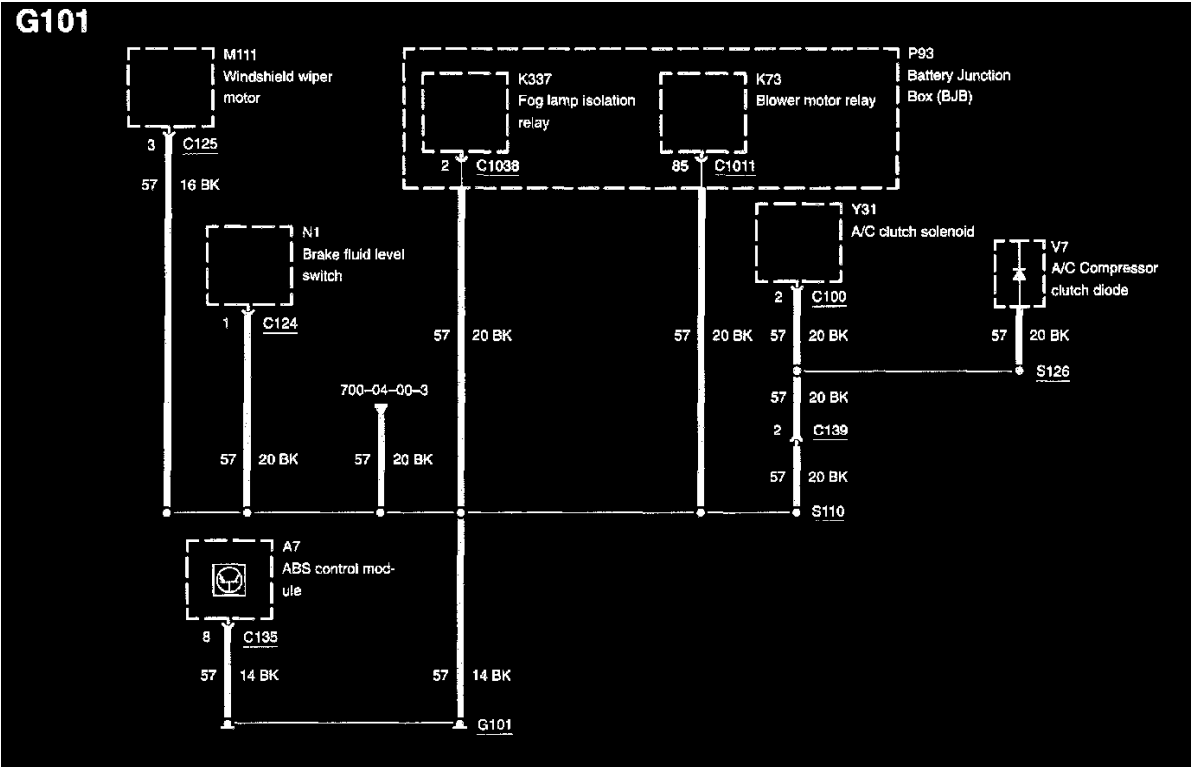 G101
M111
Windshield wiper
motor
3 C125
57 16 BK
P93
Battery Junction
Box (BJB)
K337
Fog lamp isolation
relay
2 C1038
K73
Blower motor relay
85 C1011
N1
Brake fluid level
switch
1 C124
Y31
A/C clutch solenoid
2 C100
V7
A/C Compressor
clutch diode
57 20 BK
57 20 BK
57 20 BK
57 20 BK
S126
700-04-00-3
57 20 BK
2 C139
57 20 BK
57 20 BK
57 20 BK
S110
A7
ABS control mod-
ule
8 C135
57 14 BK
57 14 BK
G101